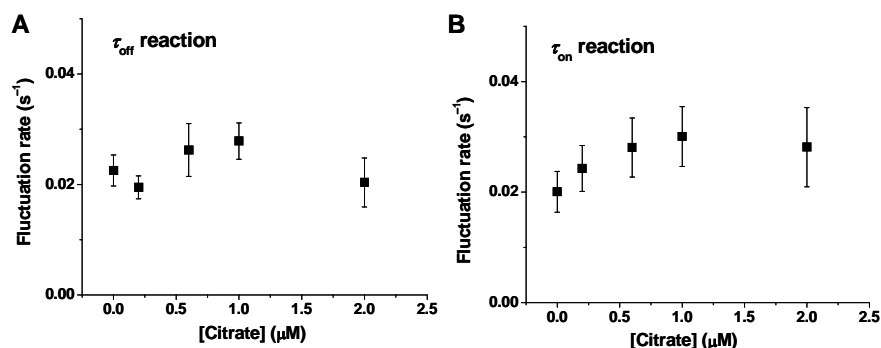 A
τoff reaction
0.04
0.02
0.00
Fluctuation rate (s⁻¹)
0.0 0.5 1.0 1.5 2.0 2.5
[Citrate] (µM)
B
τon reaction
0.04
0.02
0.00
Fluctuation rate (s⁻¹)
0.0 0.5 1.0 1.5 2.0 2.5
[Citrate] (µM)